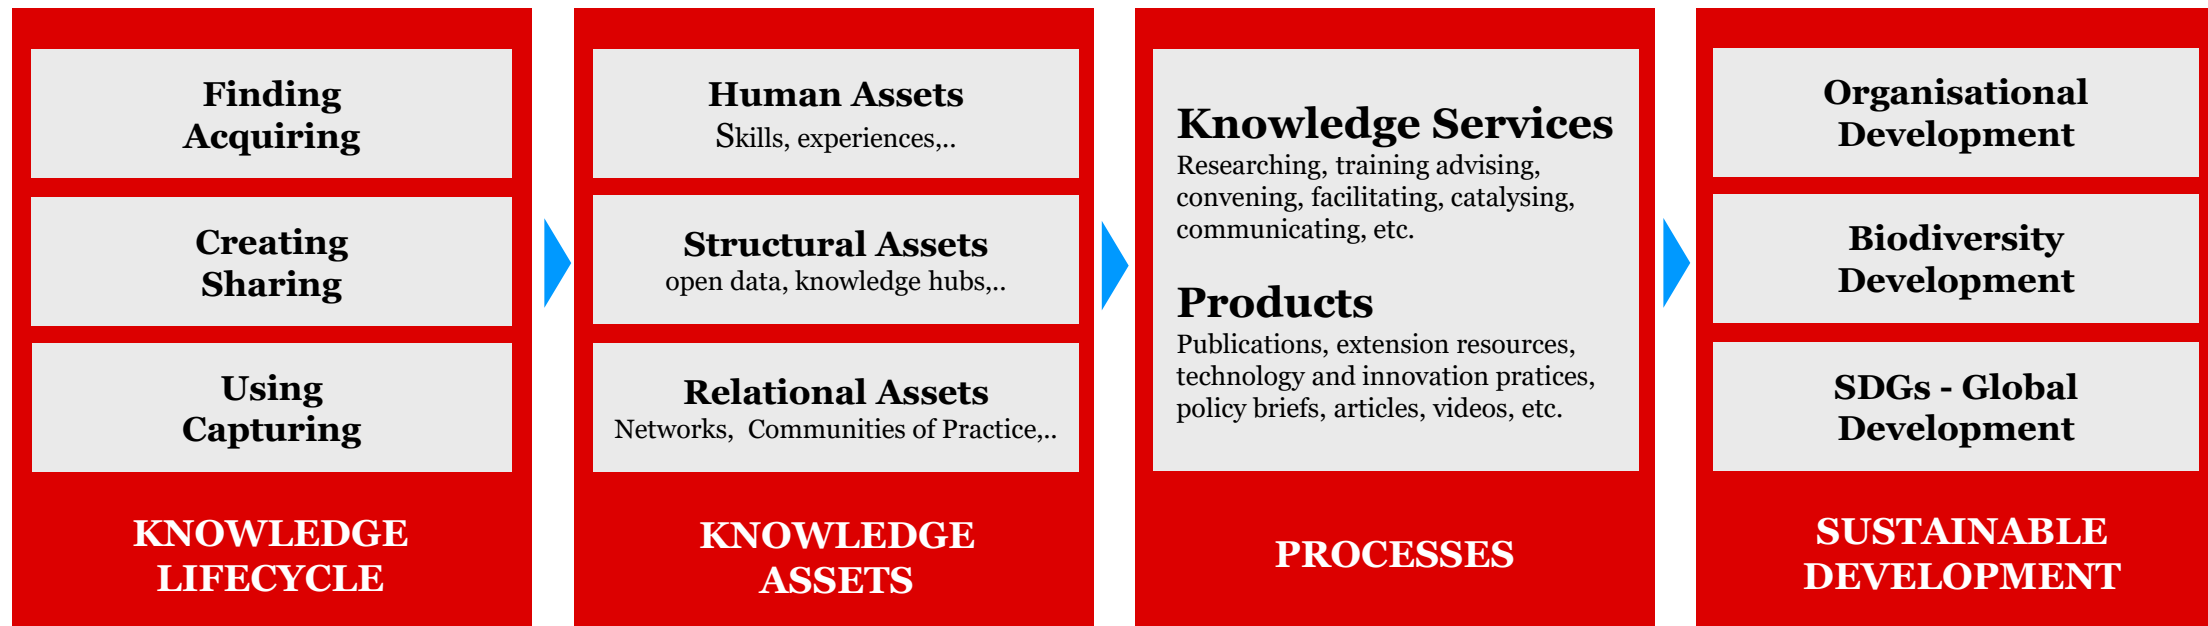 Finding
Acquiring
Creating
Sharing
Using
Capturing
KNOWLEDGE
LIFECYCLE
Human Assets
Skills, experiences,..
Structural Assets
open data, knowledge hubs,..
Relational Assets
Networks,  Communities of Practice,..
KNOWLEDGE
ASSETS
Knowledge Services
Researching, training advising,
convening, facilitating, catalysing,
communicating, etc.
Products
Publications, extension resources,
technology and innovation pratices,
policy briefs, articles, videos, etc.
PROCESSES
Organisational
Development
Biodiversity
Development
SDGs - Global
Development
SUSTAINABLE
DEVELOPMENT